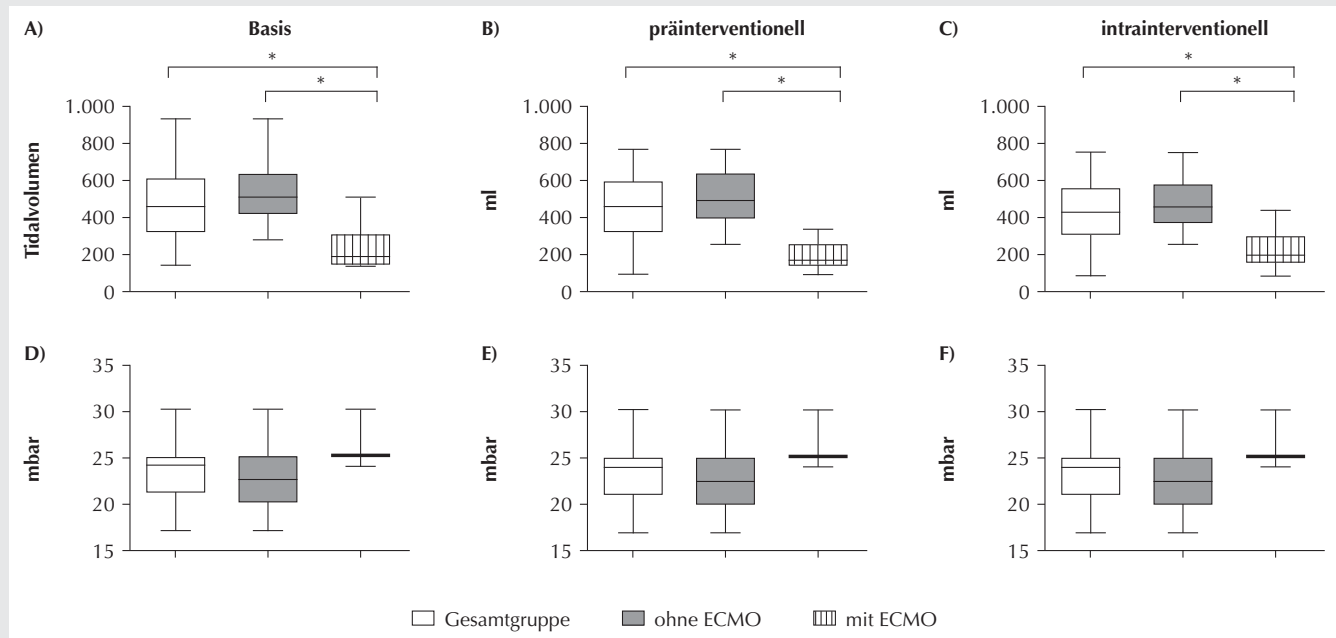 A) Basis
B) präinterventionell
C) intrainterventionell
* * *
* * *
Tidalvolumen
1.000
800
600
400
200
0
ml
1.000
800
600
400
200
0
ml
1.000
800
600
400
200
0
D)
E)
F)
mbar
35
30
25
20
15
mbar
35
30
25
20
15
mbar
35
30
25
20
15
Gesamtgruppe ohne ECMO mit ECMO